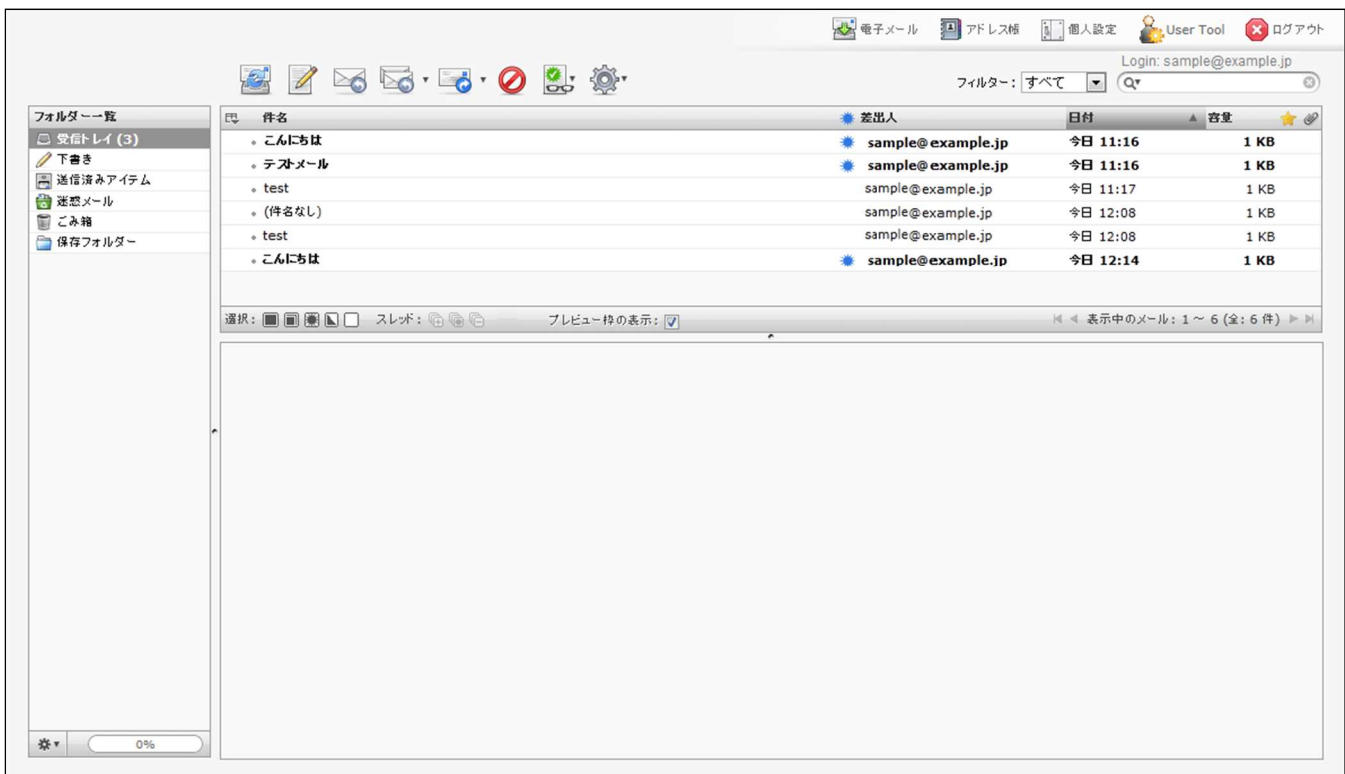 電子メール アドレス帳 個人設定 User Tool ログアウト
Login: sample@example.jp
フィルター: すべて
フォルダー一覧
受信トレイ (3)
下書き
送信済みアイテム
迷惑メール
ごみ箱
保存フォルダー
件名 差出人 日付 容量
こんにちは sample@example.jp 今日 11:16 1 KB
テストメール sample@example.jp 今日 11:16 1 KB
test sample@example.jp 今日 11:17 1 KB
(件名なし) sample@example.jp 今日 12:08 1 KB
test sample@example.jp 今日 12:08 1 KB
こんにちは sample@example.jp 今日 12:14 1 KB
選択: スレッド: プレビュー枠の表示: 表示中のメール: 1 ~ 6 (全: 6 件)
0%